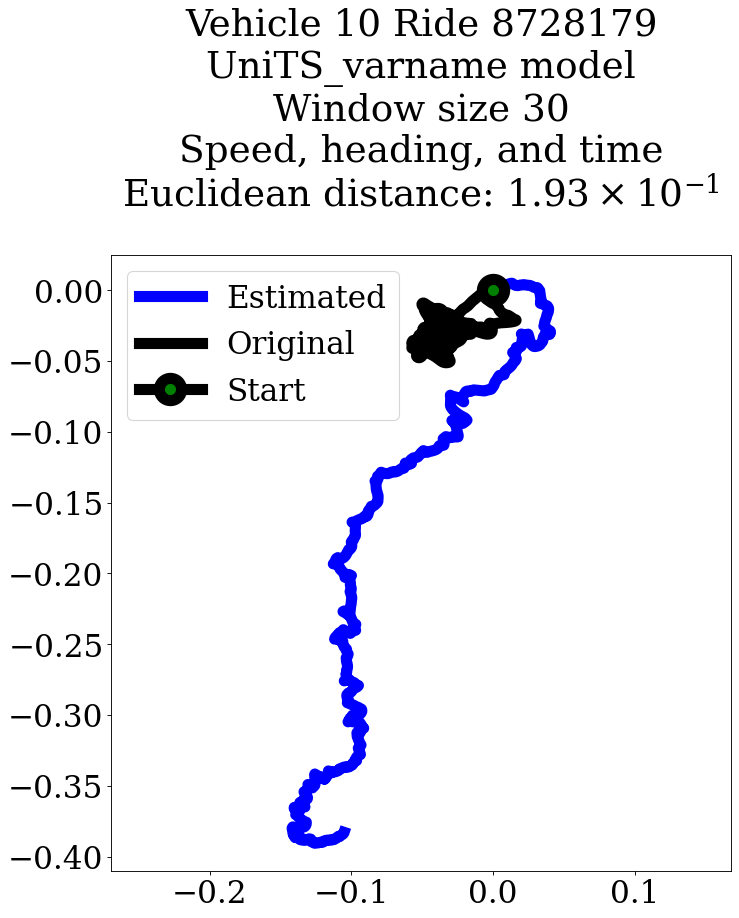 Vehicle 10 Ride 8728179
UniTS_varname model
Window size 30
Speed, heading, and time
Euclidean distance: 1.93 × 10⁻¹
Estimated
Original
Start
0.00
−0.05
−0.10
−0.15
−0.20
−0.25
−0.30
−0.35
−0.40
−0.2 −0.1 0.0 0.1